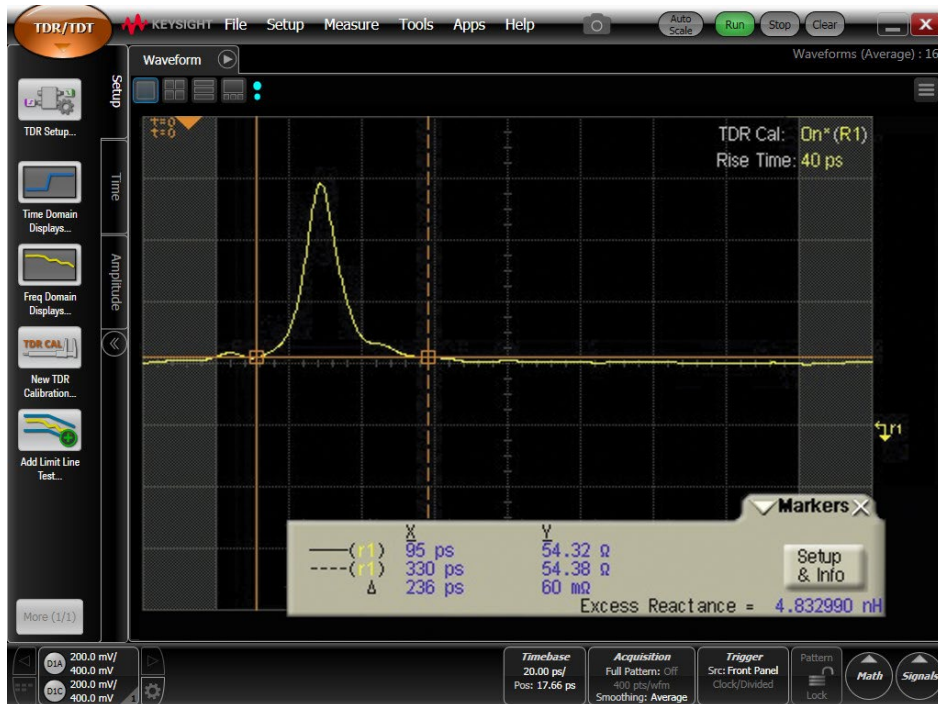 TDR/TDT
KEYSIGHT File Setup Measure Tools Apps Help
Auto Scale
Run
Stop
Clear
Waveform
Waveforms (Average) : 16
Setup
Time
Amplitude
TDR Setup...
Time Domain
Displays...
Freq Domain
Displays...
TDR CAL
New TDR
Calibration...
Add Limit Line
Test...
More (1/1)
t=0
t=0
TDR Cal: On*(R1)
Rise Time: 40 ps
r1
Markers
X Y
(r1) 95 ps 54.32 Ω
(r1) 330 ps 54.38 Ω
Δ 236 ps 60 mΩ
Setup
& Info
Excess Reactance = 4.832990 nH
D1A 200.0 mV/
400.0 mV
D1C 200.0 mV/
400.0 mV
1
Timebase
20.00 ps/
Pos: 17.66 ps
Acquisition
Full Pattern: Off
400 pts/wfm
Smoothing: Average
Trigger
Src: Front Panel
Clock/Divided
Pattern
Lock
Math
Signals